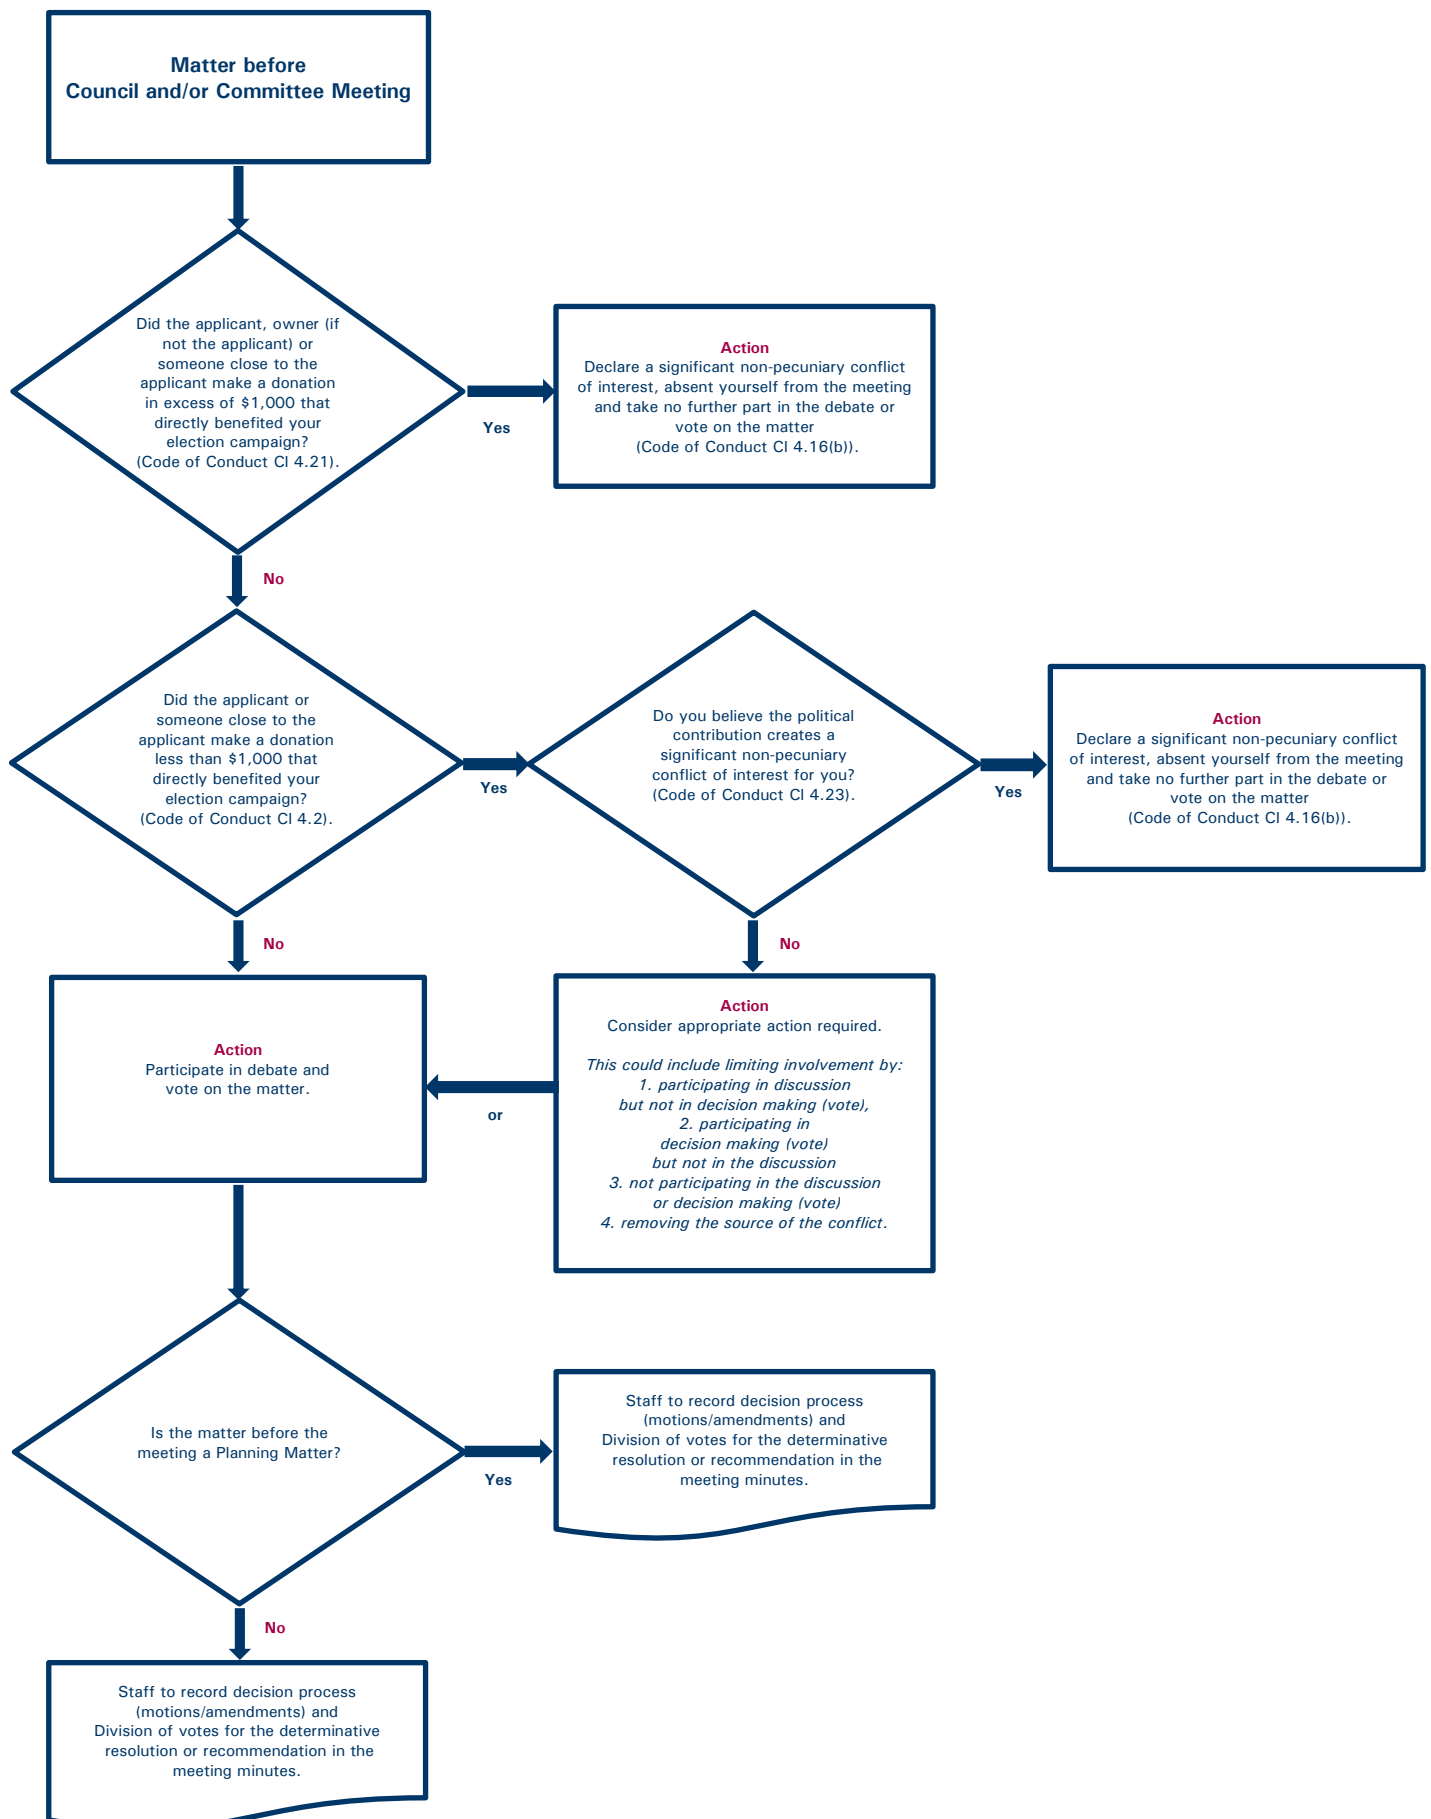 Matter before
Council and/or Committee Meeting
Did the applicant, owner (if
not the applicant) or
someone close to the
applicant make a donation
in excess of $1,000 that
directly benefited your
election campaign?
(Code of Conduct Cl 4.21).
Yes
Action
Declare a significant non-pecuniary conflict
of interest, absent yourself from the meeting
and take no further part in the debate or
vote on the matter
(Code of Conduct Cl 4.16(b)).
No
Did the applicant or
someone close to the
applicant make a donation
less than $1,000 that
directly benefited your
election campaign?
(Code of Conduct Cl 4.2).
Yes
Do you believe the political
contribution creates a
significant non-pecuniary
conflict of interest for you?
(Code of Conduct Cl 4.23).
Yes
Action
Declare a significant non-pecuniary conflict
of interest, absent yourself from the meeting
and take no further part in the debate or
vote on the matter
(Code of Conduct Cl 4.16(b)).
No
No
Action
Participate in debate and
vote on the matter.
or
Action
Consider appropriate action required.
This could include limiting involvement by:
1. participating in discussion
but not in decision making (vote),
2. participating in
decision making (vote)
but not in the discussion
3. not participating in the discussion
or decision making (vote)
4. removing the source of the conflict.
Is the matter before the
meeting a Planning Matter?
Yes
Staff to record decision process
(motions/amendments) and
Division of votes for the determinative
resolution or recommendation in the
meeting minutes.
No
Staff to record decision process
(motions/amendments) and
Division of votes for the determinative
resolution or recommendation in the
meeting minutes.